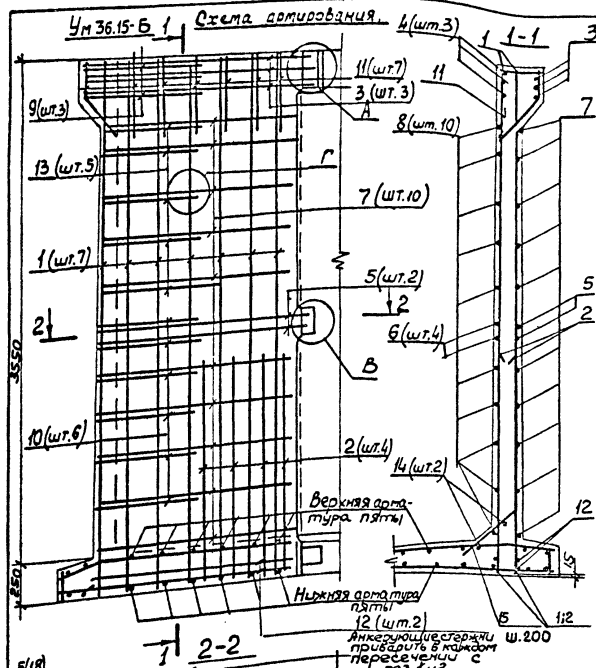 Ум 36.15-Б
1
Схема армирования.
4 (шт.3)
1
1-1
3
11 (шт7)
3 (шт.3)
11
А
9(шт.3)
8 (шт.10)
7
13 (шт.5)
Г
7 (шт.10)
1 (шт.7)
5 (шт.2)
5
2
2
2
6 (шт.4)
В
3550
10 (шт.6)
2 (шт.4)
14 (шт.2)
Верхняя арма-
тура пяты
12
250
Нижняя арматура
пяты
15
1;2
12 (шт.2)
ш.200
1
2-2
Анкерующие стержни
приварить в каждом
пересечении с